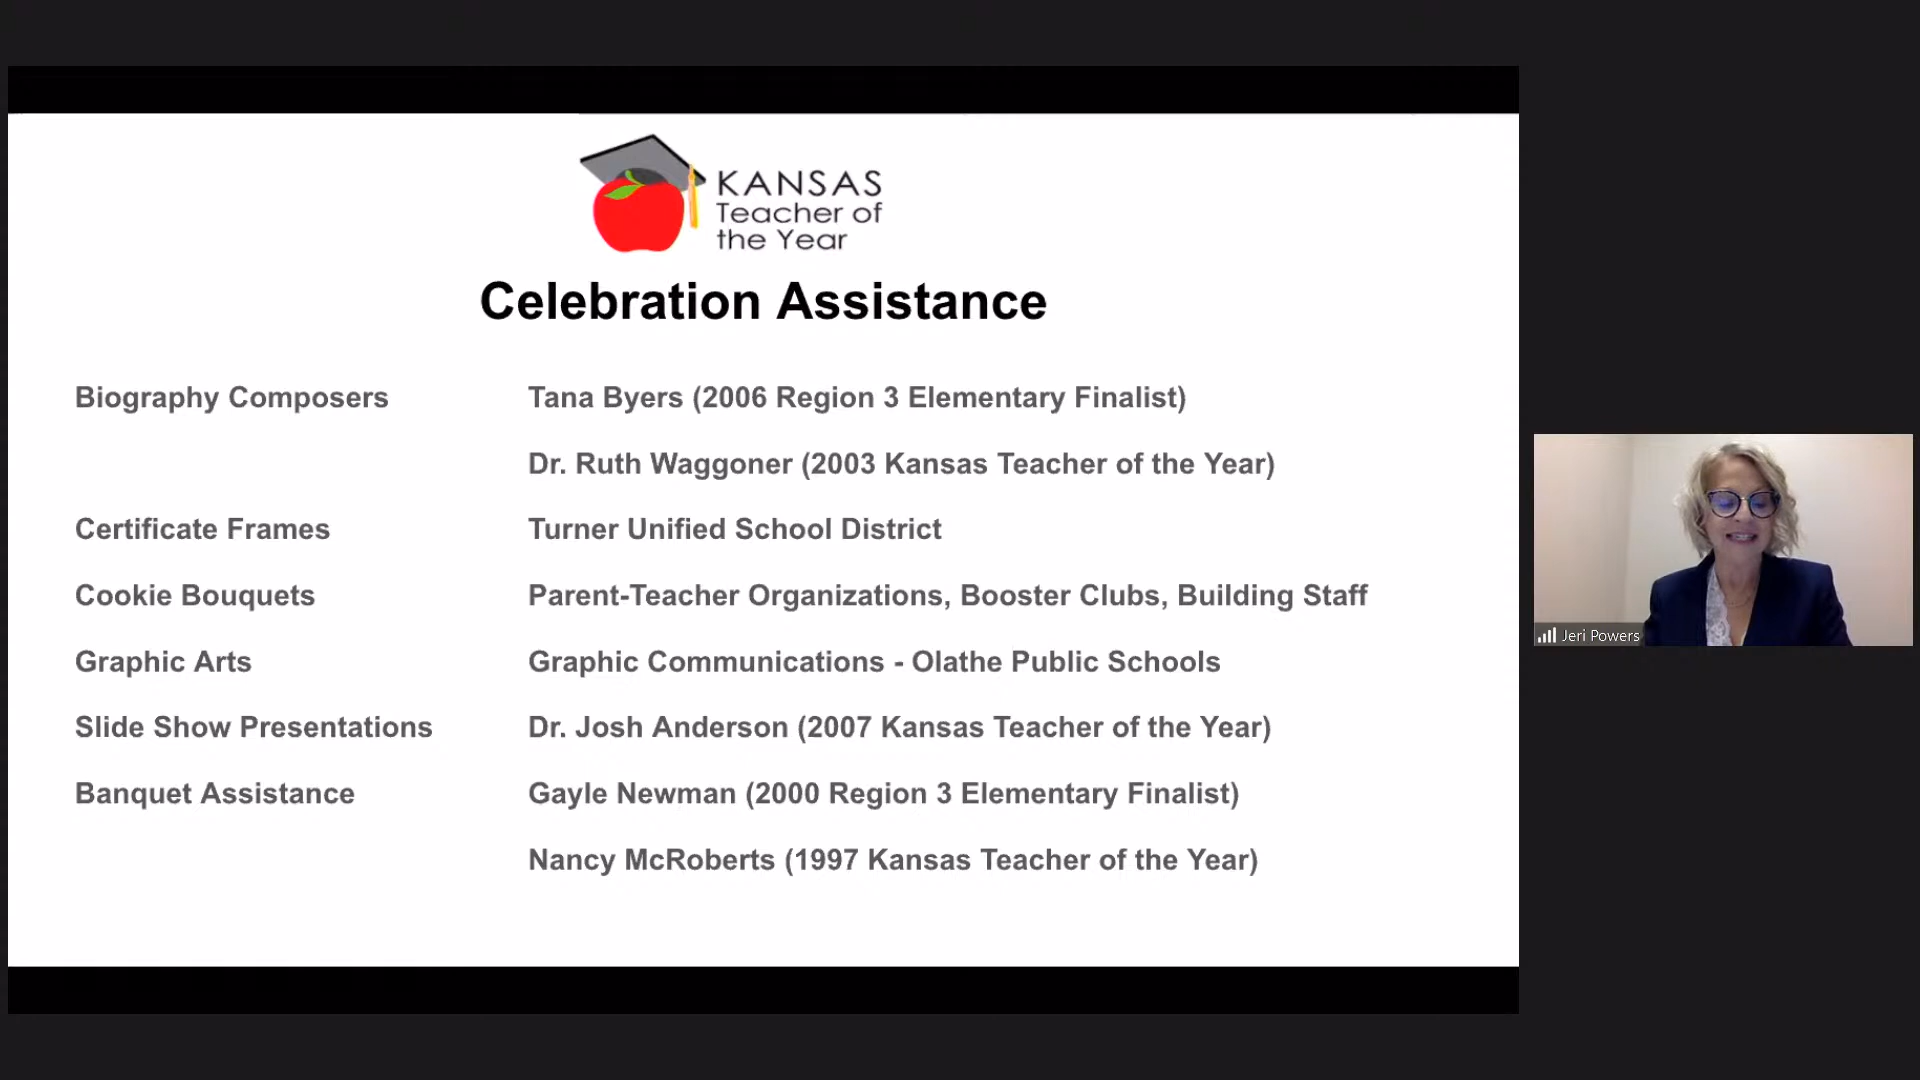 KANSAS
Teacher of
the Year
Celebration Assistance
Biography Composers Tana Byers (2006 Region 3 Elementary Finalist)
Dr. Ruth Waggoner (2003 Kansas Teacher of the Year)
Certificate Frames Turner Unified School District
Cookie Bouquets Parent-Teacher Organizations, Booster Clubs, Building Staff
Graphic Arts Graphic Communications - Olathe Public Schools
Slide Show Presentations Dr. Josh Anderson (2007 Kansas Teacher of the Year)
Banquet Assistance Gayle Newman (2000 Region 3 Elementary Finalist)
Nancy McRoberts (1997 Kansas Teacher of the Year)
Jeri Powers